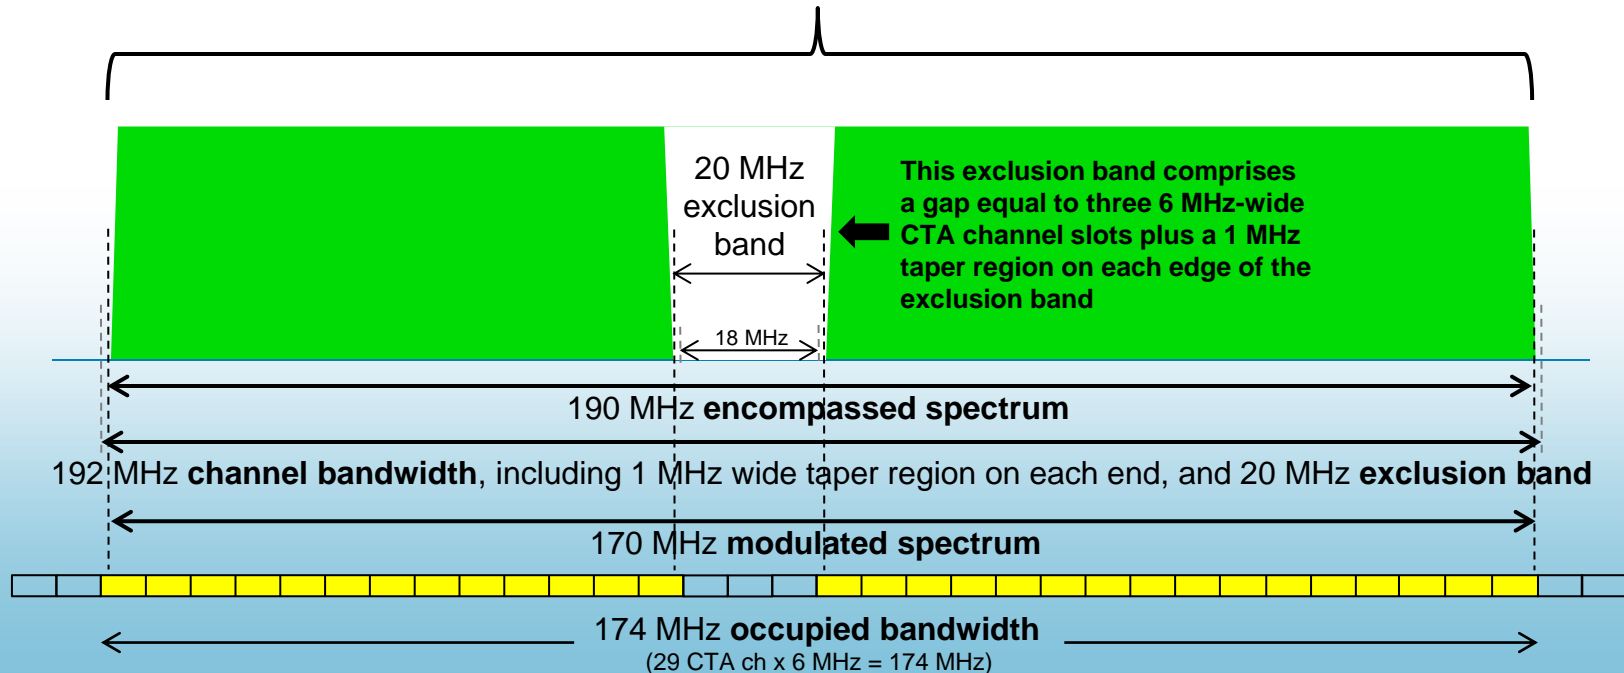 20 MHz
exclusion
band
This exclusion band comprises
a gap equal to three 6 MHz-wide
CTA channel slots plus a 1 MHz
taper region on each edge of the
exclusion band
18 MHz
190 MHz encompassed spectrum
192 MHz channel bandwidth, including 1 MHz wide taper region on each end, and 20 MHz exclusion band
170 MHz modulated spectrum
174 MHz occupied bandwidth
(29 CTA ch x 6 MHz = 174 MHz)